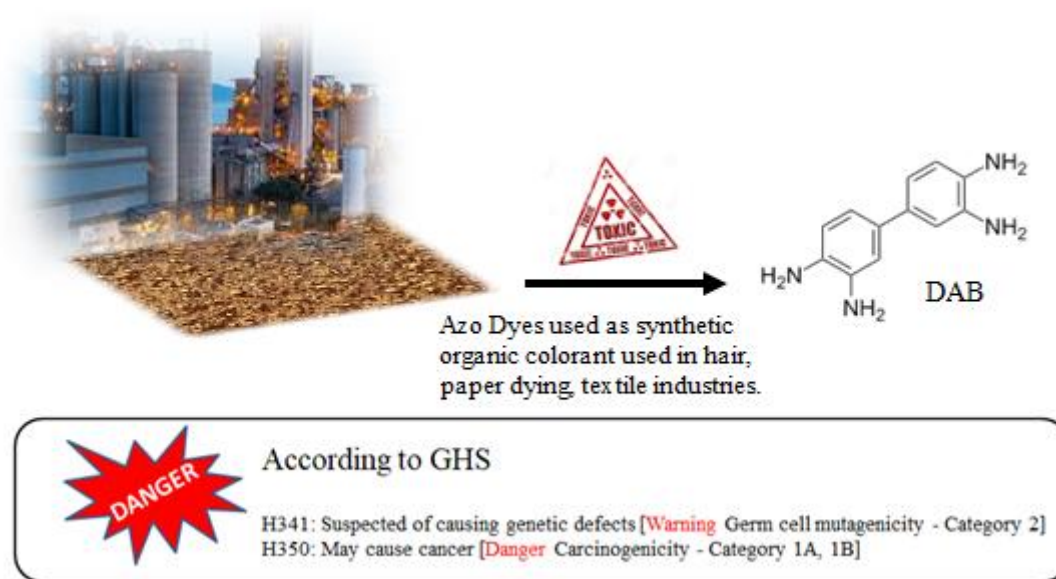 TOXIC
NH₂
NH₂
H₂N
NH₂
DAB
Azo Dyes used as synthetic
organic colorant used in hair,
paper dying, textile industries.
DANGER
According to GHS
H341: Suspected of causing genetic defects [Warning Germ cell mutagenicity - Category 2]
H350: May cause cancer [Danger Carcinogenicity - Category 1A, 1B]